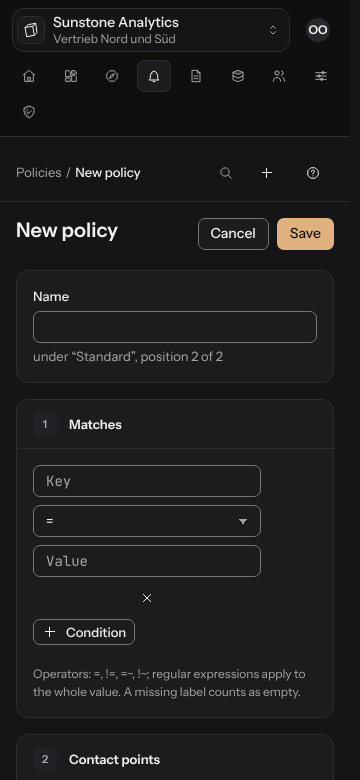 Sunstone Analytics
Vertrieb Nord und Süd
OO
Policies / New policy
New policy
Cancel
Save
Name
under “Standard”, position 2 of 2
1 Matches
Key
=
Value
Condition
Operators: =, !=, =~, !~; regular expressions apply to
the whole value. A missing label counts as empty.
2 Contact points